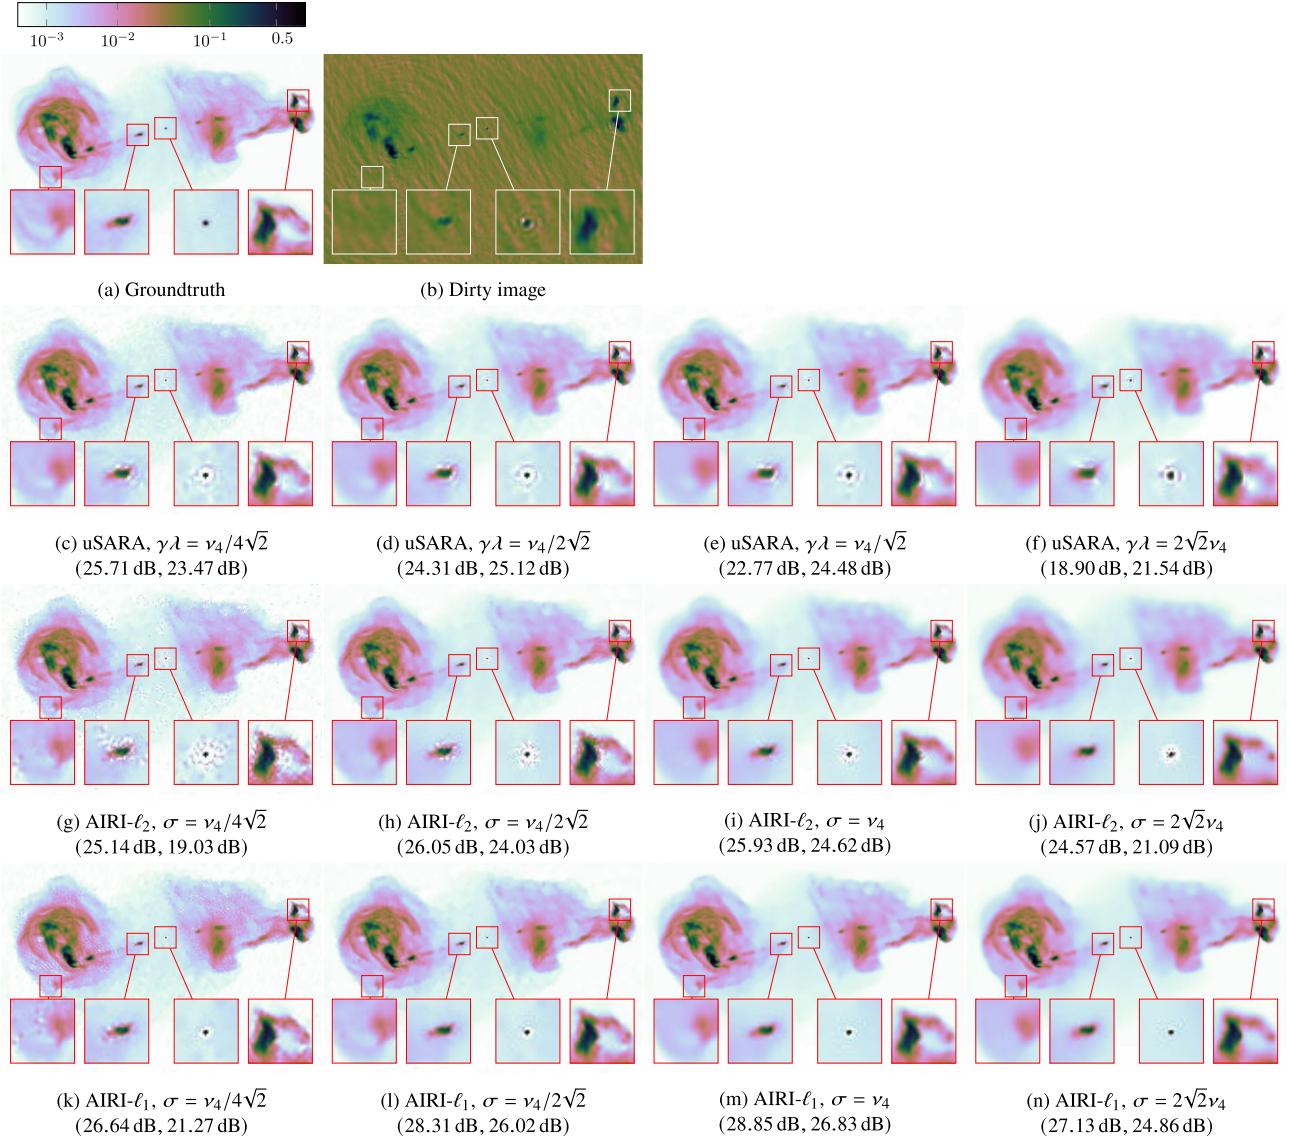 10⁻³ 10⁻² 10⁻¹ 0.5
(a) Groundtruth
(b) Dirty image
(c) uSARA, γλ = ν₄/4√2
(25.71 dB, 23.47 dB)
(d) uSARA, γλ = ν₄/2√2
(24.31 dB, 25.12 dB)
(e) uSARA, γλ = ν₄/√2
(22.77 dB, 24.48 dB)
(f) uSARA, γλ = 2√2ν₄
(18.90 dB, 21.54 dB)
(g) AIRI-ℓ₂, σ = ν₄/4√2
(25.14 dB, 19.03 dB)
(h) AIRI-ℓ₂, σ = ν₄/2√2
(26.05 dB, 24.03 dB)
(i) AIRI-ℓ₂, σ = ν₄
(25.93 dB, 24.62 dB)
(j) AIRI-ℓ₂, σ = 2√2ν₄
(24.57 dB, 21.09 dB)
(k) AIRI-ℓ₁, σ = ν₄/4√2
(26.64 dB, 21.27 dB)
(l) AIRI-ℓ₁, σ = ν₄/2√2
(28.31 dB, 26.02 dB)
(m) AIRI-ℓ₁, σ = ν₄
(28.85 dB, 26.83 dB)
(n) AIRI-ℓ₁, σ = 2√2ν₄
(27.13 dB, 24.86 dB)